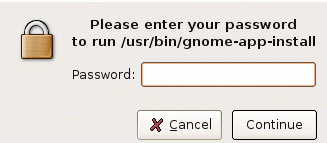 Please enter your password
to run /usr/bin/gnome-app-install
Password:
Cancel
Continue